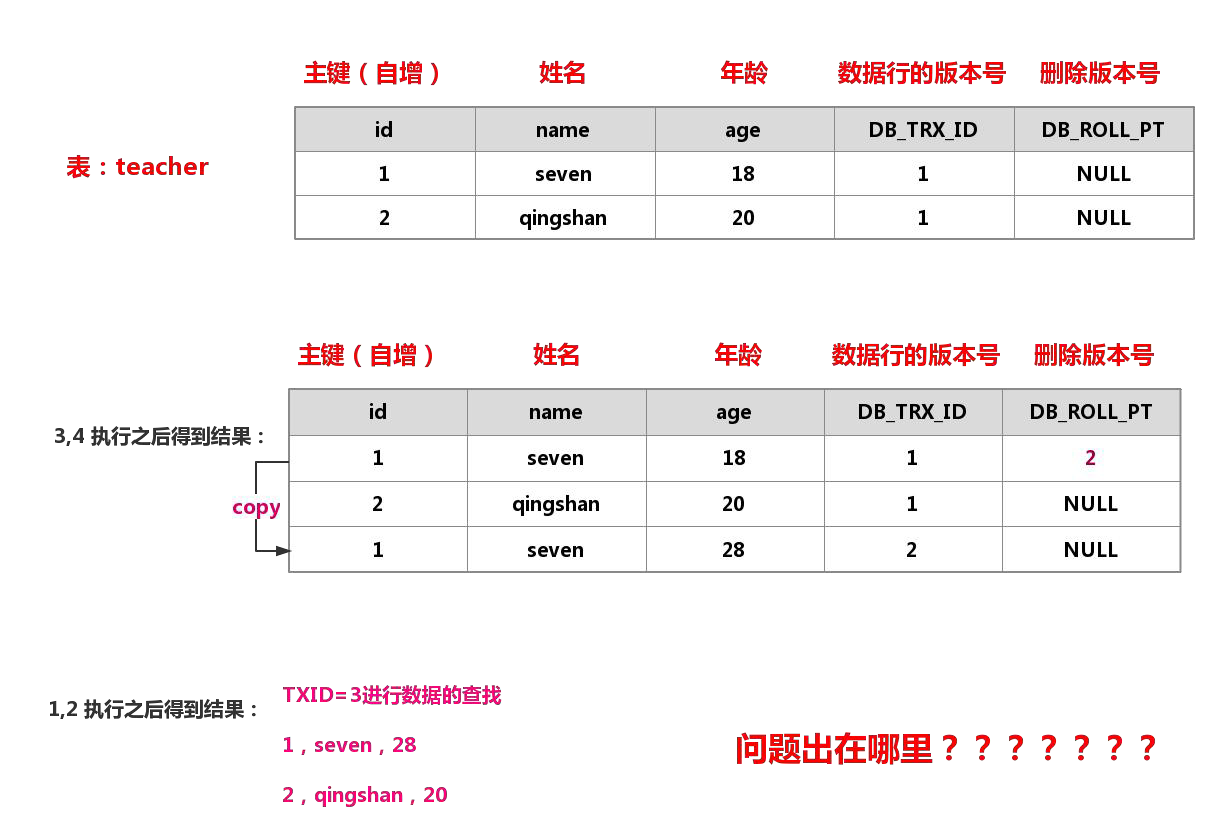 主键（自增） 姓名 年龄 数据行的版本号 删除版本号
id name age DB_TRX_ID DB_ROLL_PT
表：teacher
1 seven 18 1 NULL
2 qingshan 20 1 NULL
主键（自增） 姓名 年龄 数据行的版本号 删除版本号
id name age DB_TRX_ID DB_ROLL_PT
3,4 执行之后得到结果：
1 seven 18 1 2
copy
2 qingshan 20 1 NULL
1 seven 28 2 NULL
1,2 执行之后得到结果：
TXID=3进行数据的查找
1，seven，28
2，qingshan，20
问题出在哪里？？？？？？？